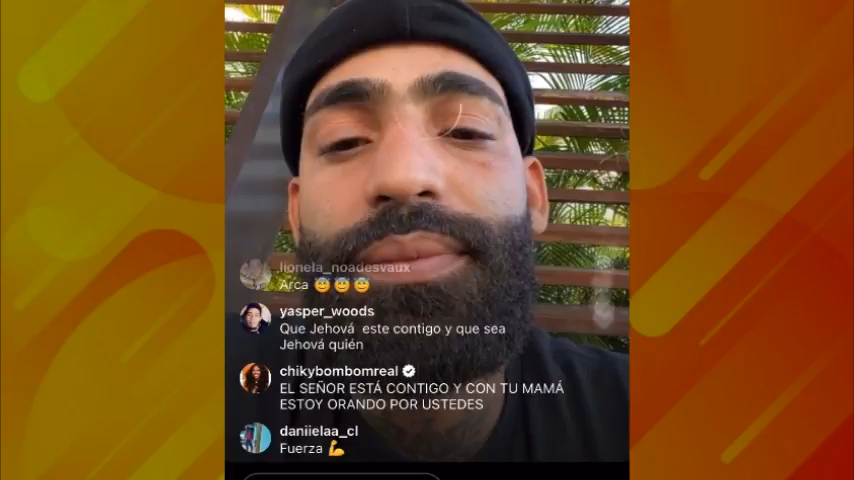 lionela_noadesvaux
Arca 😇😇😇
yasper_woods
Que Jehová este contigo y que sea
Jehová quién
chikybombomreal
EL SEÑOR ESTÁ CONTIGO Y CON TU MAMÁ
ESTOY ORANDO POR USTEDES
daniielaa_cl
Fuerza 💪